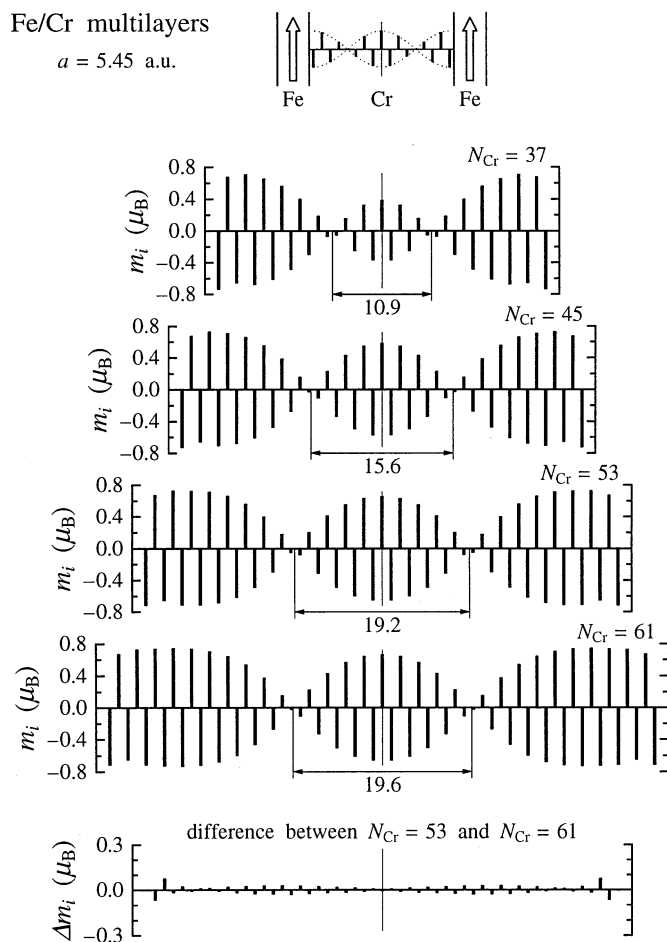 Fe/Cr multilayers
a = 5.45 a.u.
Fe Cr Fe
N_Cr = 37
0.8
0.4
0.0
−0.4
−0.8
m_i (μ_B)
10.9
N_Cr = 45
0.8
0.4
0.0
−0.4
−0.8
m_i (μ_B)
15.6
N_Cr = 53
0.8
0.4
0.0
−0.4
−0.8
m_i (μ_B)
19.2
N_Cr = 61
0.8
0.4
0.0
−0.4
−0.8
m_i (μ_B)
19.6
difference between N_Cr = 53 and N_Cr = 61
0.3
0.0
−0.3
Δm_i (μ_B)